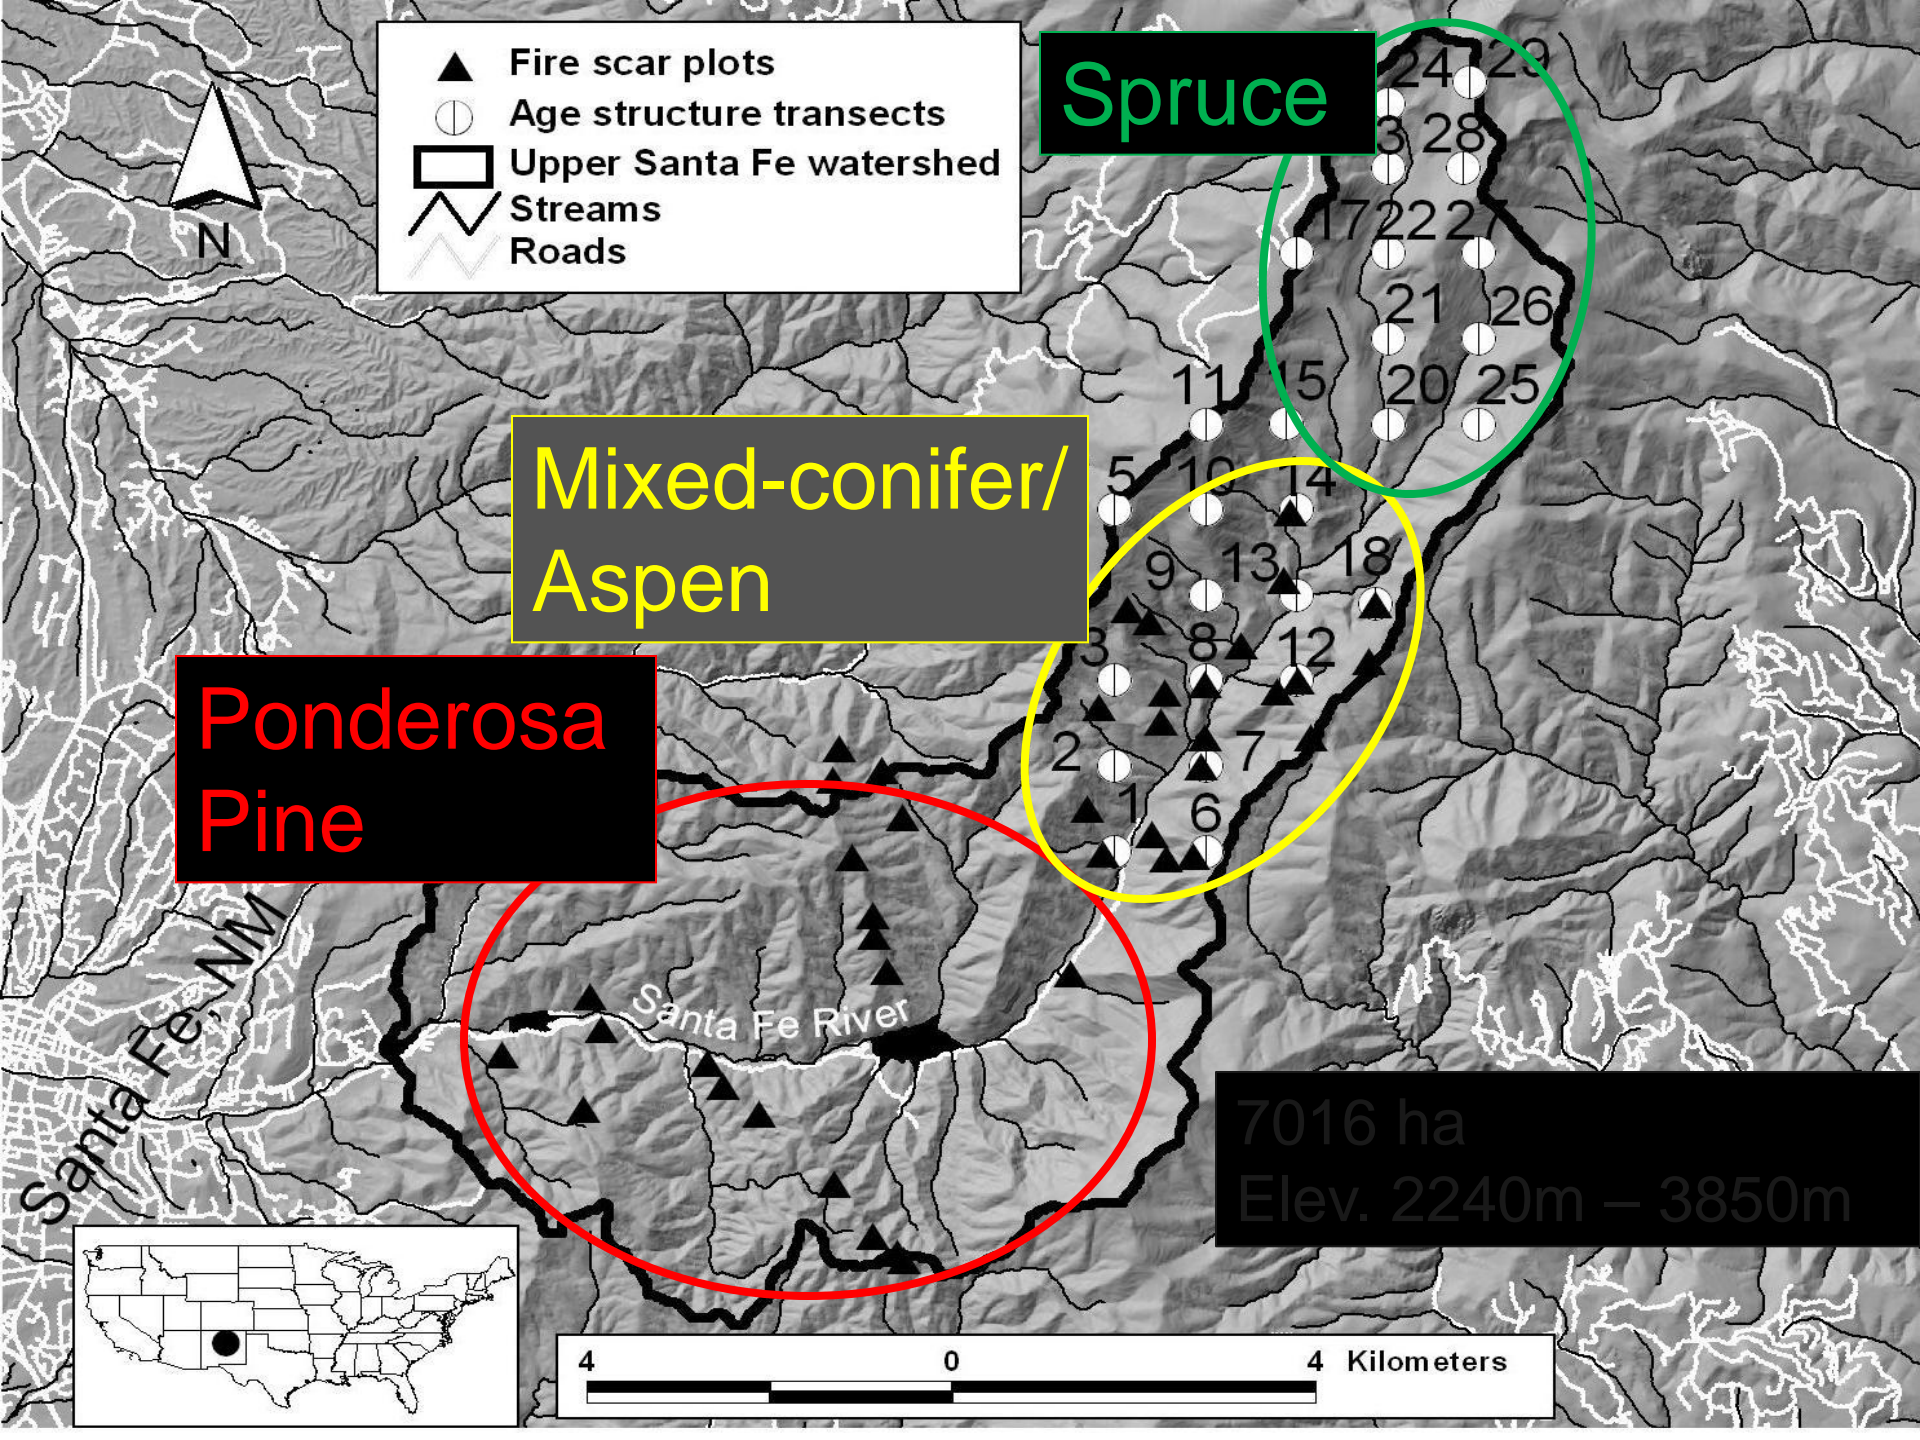 Fire scar plots
Age structure transects
Upper Santa Fe watershed
Streams
Roads
N
Spruce
24 29
3 28
17 22 27
21 26
11 15 20 25
Mixed-conifer/
Aspen
5 10 14
9 13 18
3 8 12
2 7
1 6
Ponderosa
Pine
Santa Fe River
Santa Fe, NM
7016 ha
Elev. 2240m – 3850m
4 0 4 Kilometers